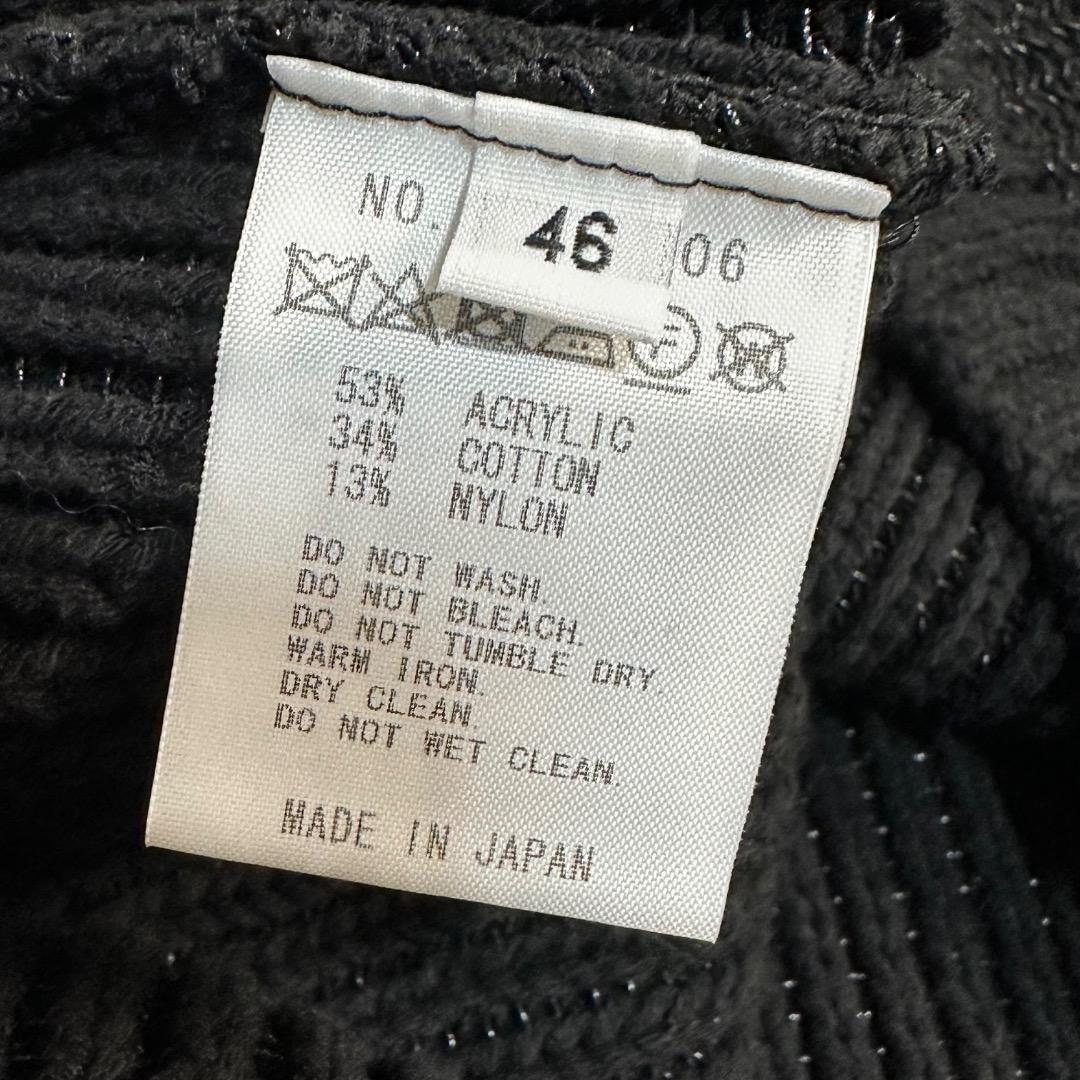 NO. 46 06
53% ACRYLIC
34% COTTON
13% NYLON
DO NOT WASH.
DO NOT BLEACH.
DO NOT TUMBLE DRY.
WARM IRON.
DRY CLEAN.
DO NOT WET CLEAN.
MADE IN JAPAN